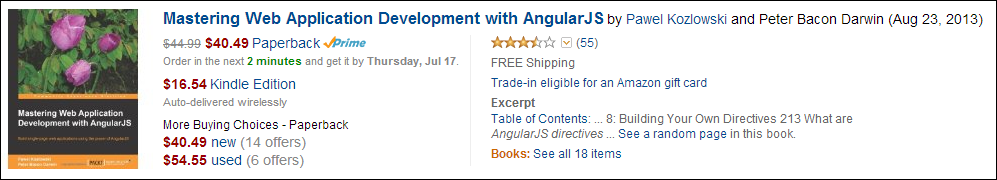 Mastering Web Application Development with AngularJS by Pawel Kozlowski and Peter Bacon Darwin (Aug 23, 2013)
$44.99 $40.49 Paperback Prime
Order in the next 2 minutes and get it by Thursday, Jul 17.
$16.54 Kindle Edition
Auto-delivered wirelessly
More Buying Choices - Paperback
$40.49 new (14 offers)
$54.55 used (6 offers)
(55)
FREE Shipping
Trade-in eligible for an Amazon gift card
Excerpt
Table of Contents: ... 8: Building Your Own Directives 213 What are
AngularJS directives ... See a random page in this book.
Books: See all 18 items
Mastering Web Application
Development with AngularJS
Pawel Kozlowski
Peter Bacon Darwin
PACKT